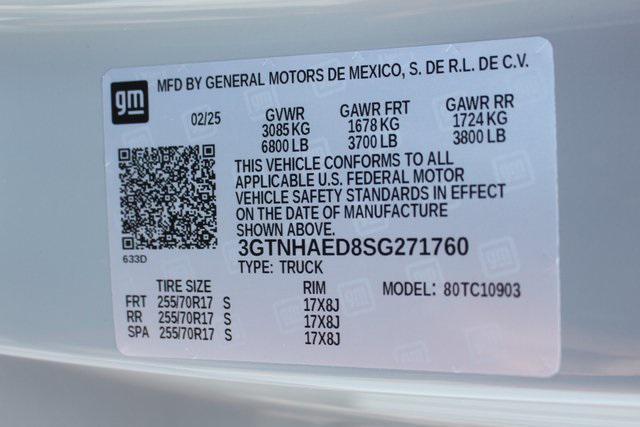 MFD BY GENERAL MOTORS DE MEXICO, S. DE R.L. DE C.V.
gm
02/25 GVWR GAWR FRT GAWR RR
3085 KG 1678 KG 1724 KG
6800 LB 3700 LB 3800 LB
THIS VEHICLE CONFORMS TO ALL
APPLICABLE U.S. FEDERAL MOTOR
VEHICLE SAFETY STANDARDS IN EFFECT
ON THE DATE OF MANUFACTURE
SHOWN ABOVE.
633D
3GTNHAED8SG271760
TYPE: TRUCK
TIRE SIZE RIM MODEL: 80TC10903
FRT 255/70R17 S 17X8J
RR 255/70R17 S 17X8J
SPA 255/70R17 S 17X8J